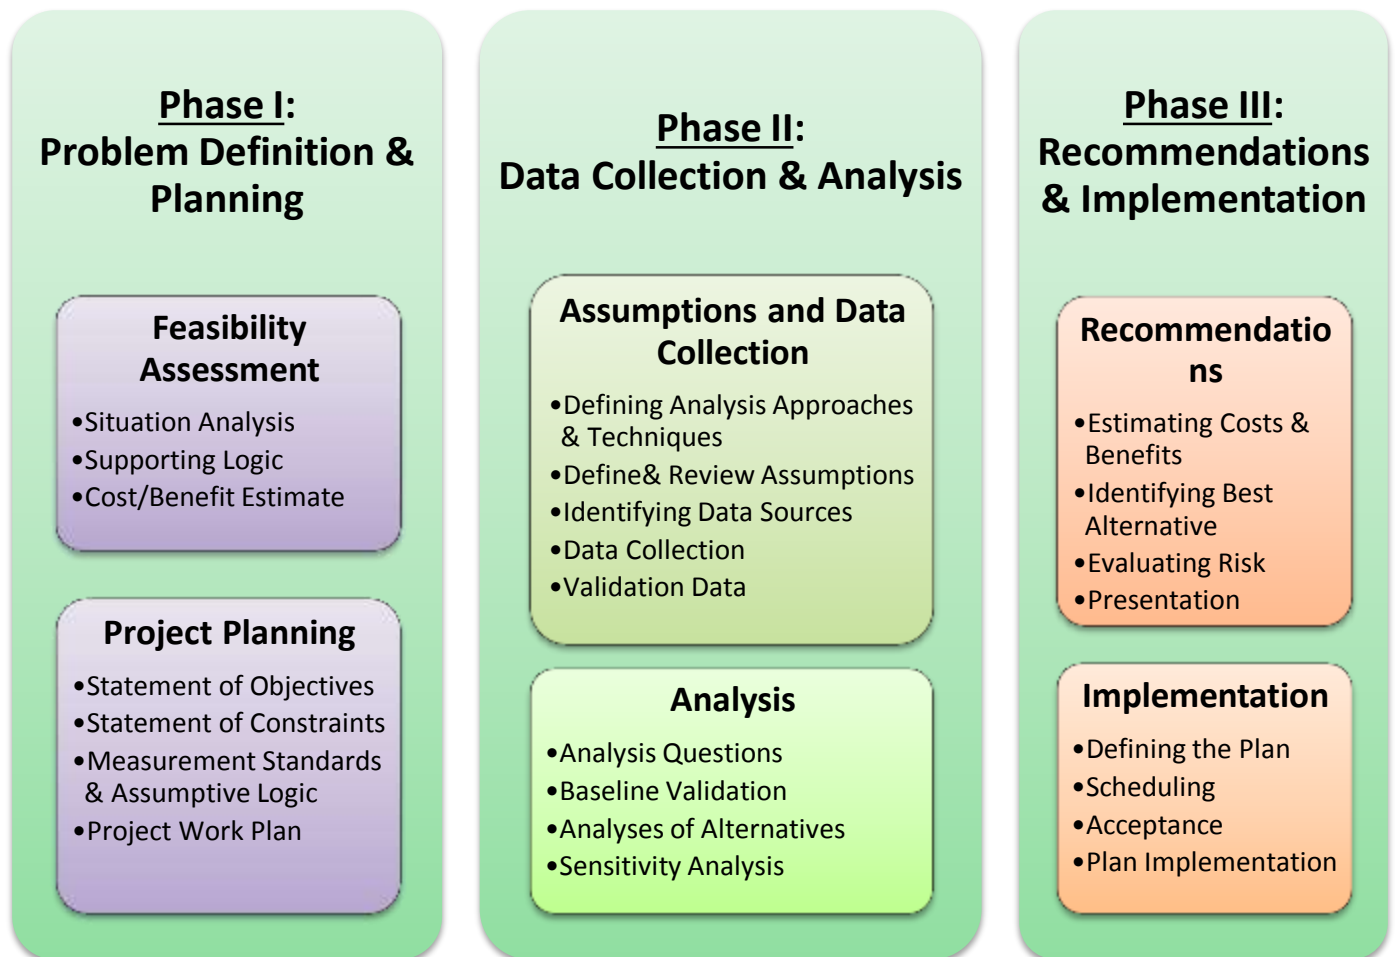 Phase I:
Problem Definition &
Planning
Feasibility
Assessment
•Situation Analysis
•Supporting Logic
•Cost/Benefit Estimate
Project Planning
•Statement of Objectives
•Statement of Constraints
•Measurement Standards
& Assumptive Logic
•Project Work Plan
Phase II:
Data Collection & Analysis
Assumptions and Data
Collection
•Defining Analysis Approaches
& Techniques
•Define& Review Assumptions
•Identifying Data Sources
•Data Collection
•Validation Data
Analysis
•Analysis Questions
•Baseline Validation
•Analyses of Alternatives
•Sensitivity Analysis
Phase III:
Recommendations
& Implementation
Recommendatio
ns
•Estimating Costs &
Benefits
•Identifying Best
Alternative
•Evaluating Risk
•Presentation
Implementation
•Defining the Plan
•Scheduling
•Acceptance
•Plan Implementation